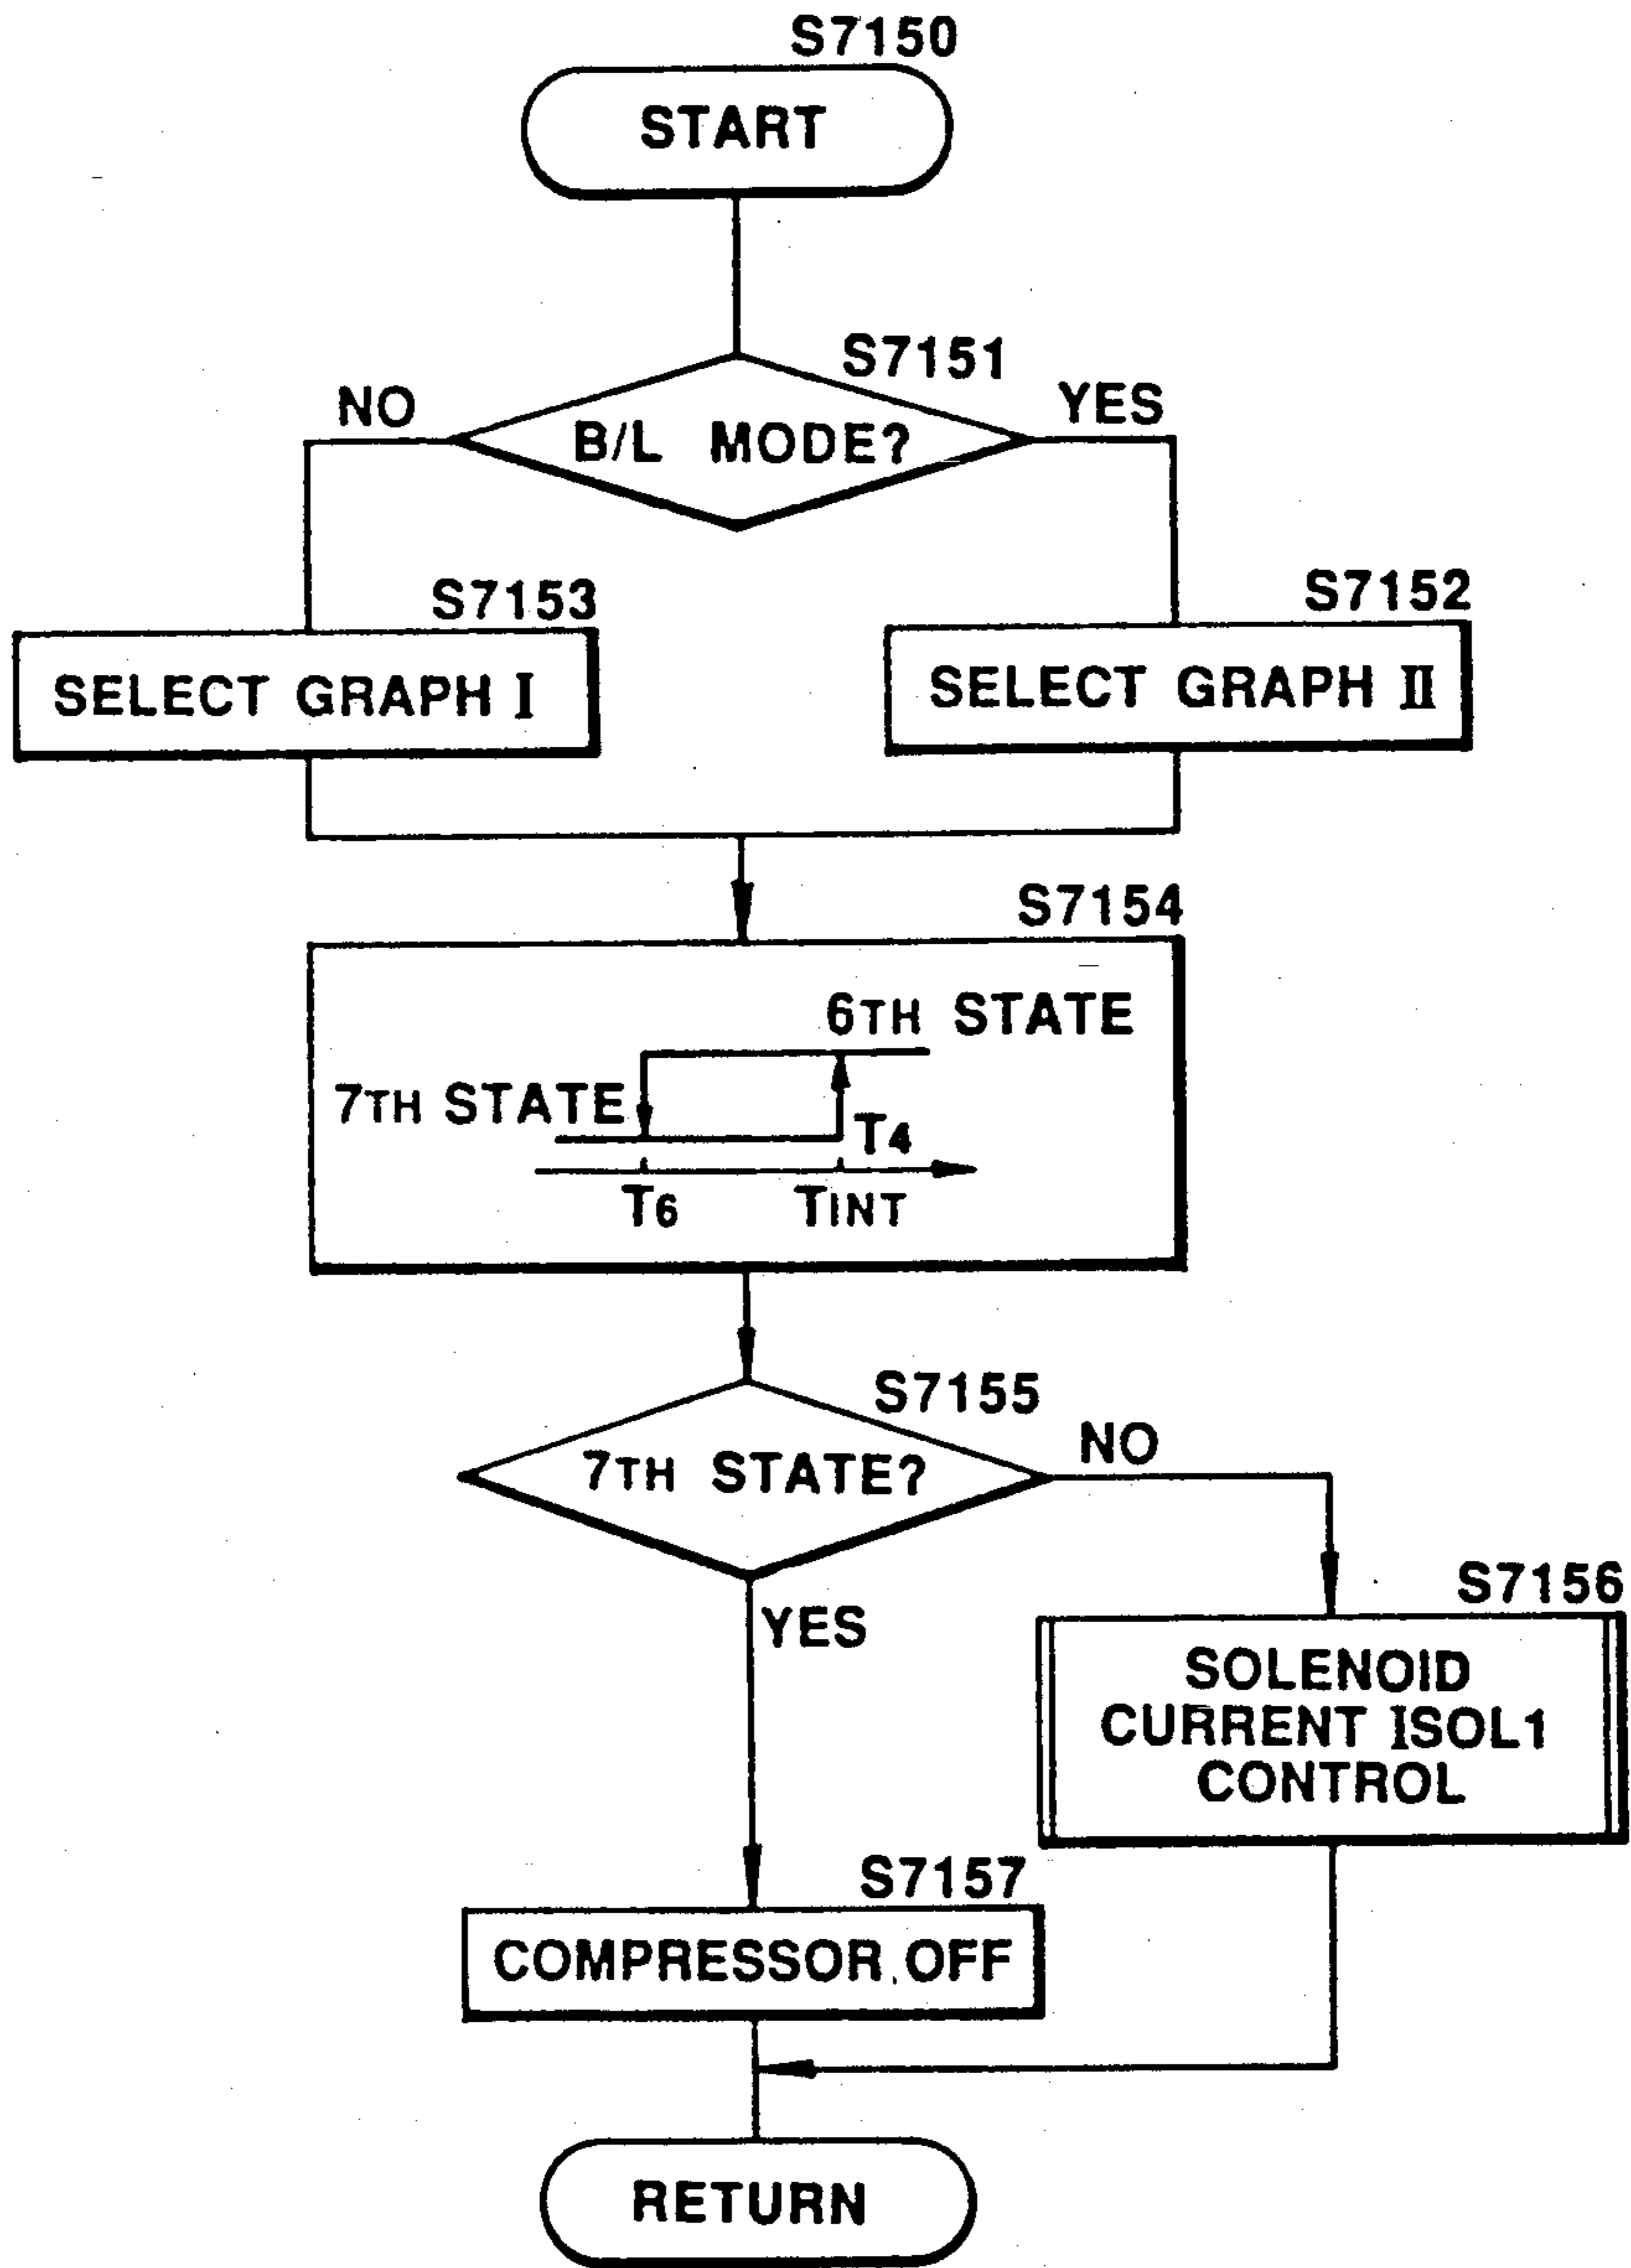 S7150
START
S7151
NO
YES
B/L MODE?
S7153
S7152
SELECT GRAPH I
SELECT GRAPH II
S7154
6TH STATE
7TH STATE
T4
T6
TINT
S7155
7TH STATE?
NO
YES
S7156
SOLENOID
CURRENT ISOL1
CONTROL
S7157
COMPRESSOR OFF
RETURN